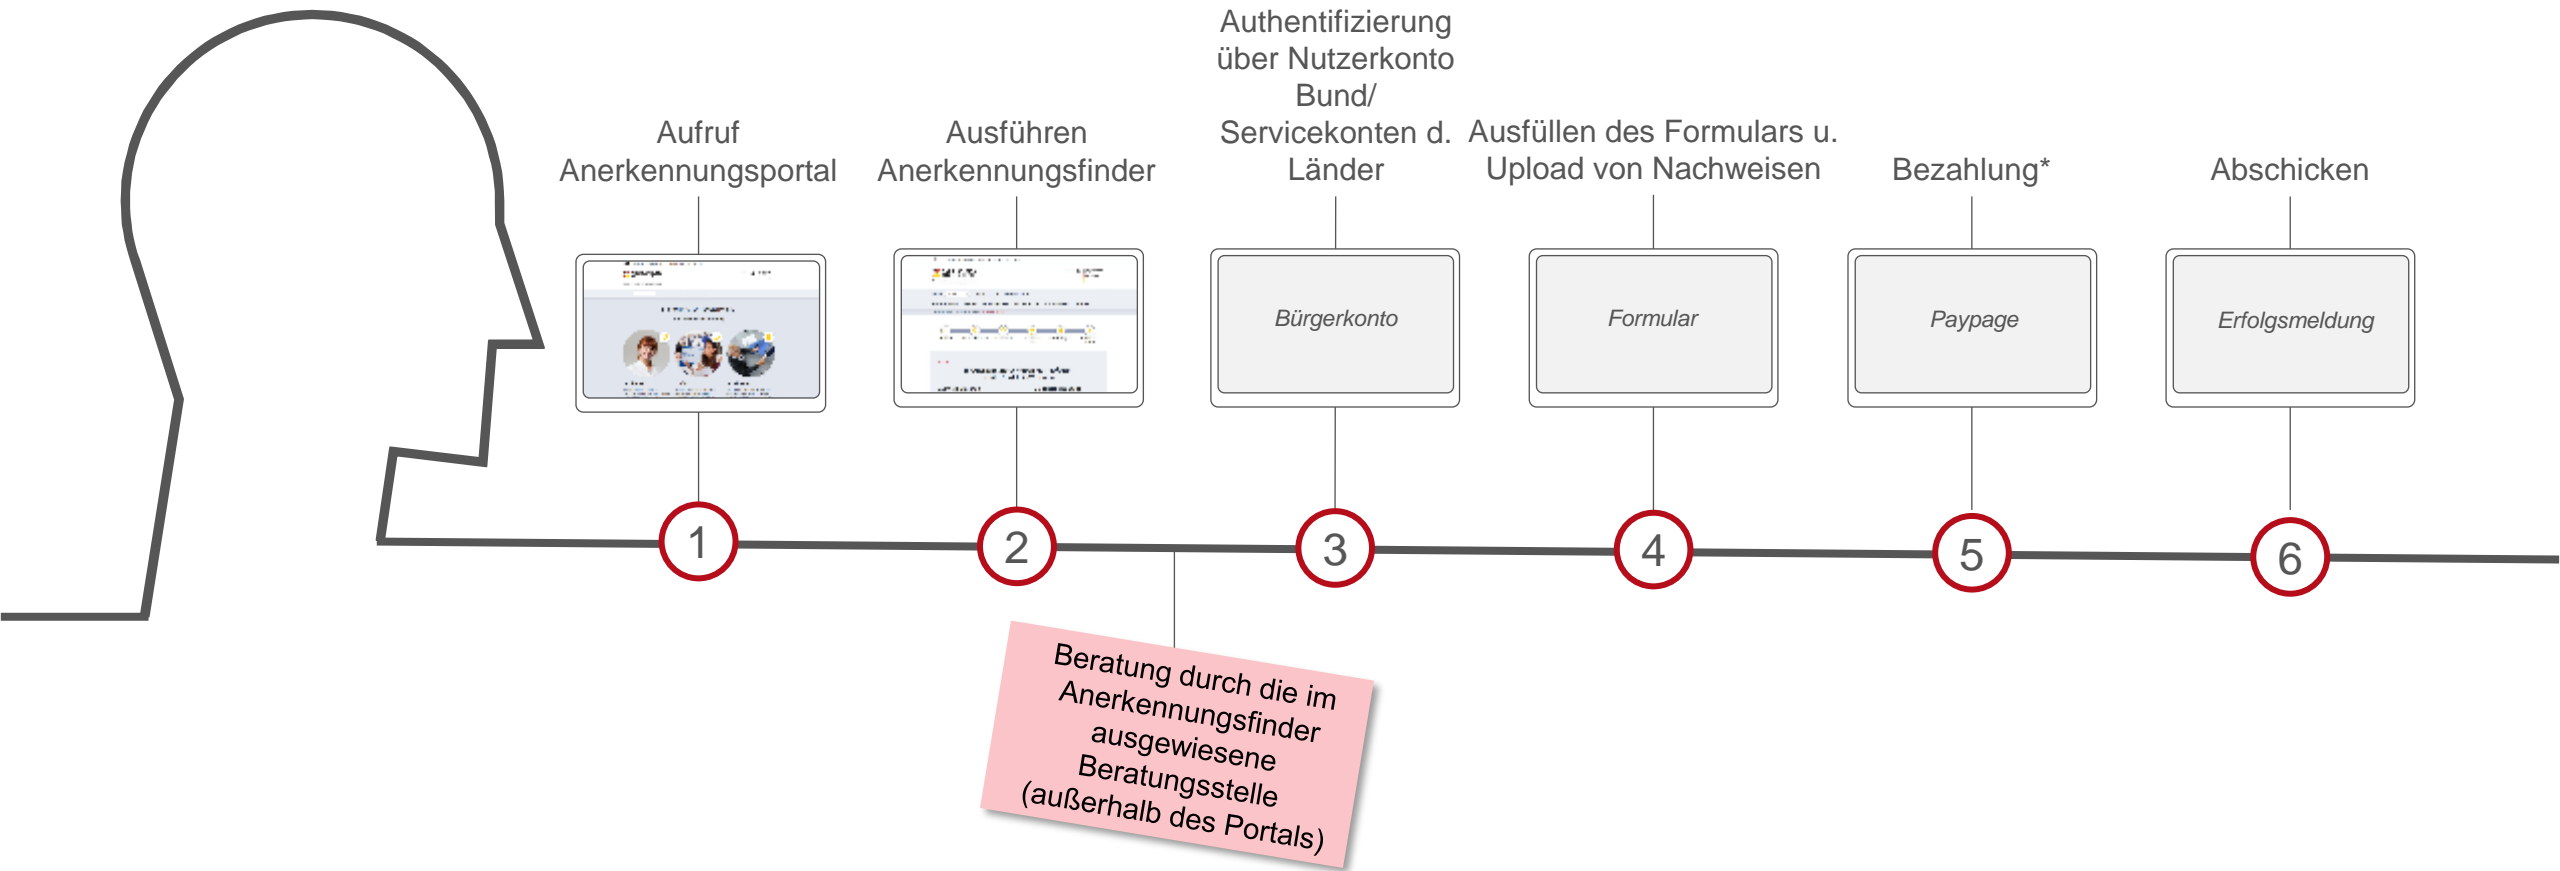 Aufruf
Anerkennungsportal
Ausführen
Anerkennungsfinder
Authentifizierung
über Nutzerkonto
Bund/
Servicekonten d.
Länder
Ausfüllen des Formulars u.
Upload von Nachweisen
Bezahlung*
Abschicken
Bürgerkonto
Formular
Paypage
Erfolgsmeldung
1
2
3
4
5
6
Beratung durch die im
Anerkennungsfinder
ausgewiesene
Beratungsstelle
(außerhalb des Portals)